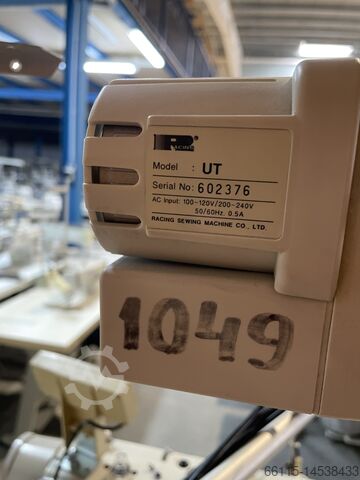 RACING
Model : UT
Serial No: 602376
AC Input: 100~120V/200~240V
50/60Hz. 0.5A
RACING SEWING MACHINE CO., LTD.
1049
66115-14538433